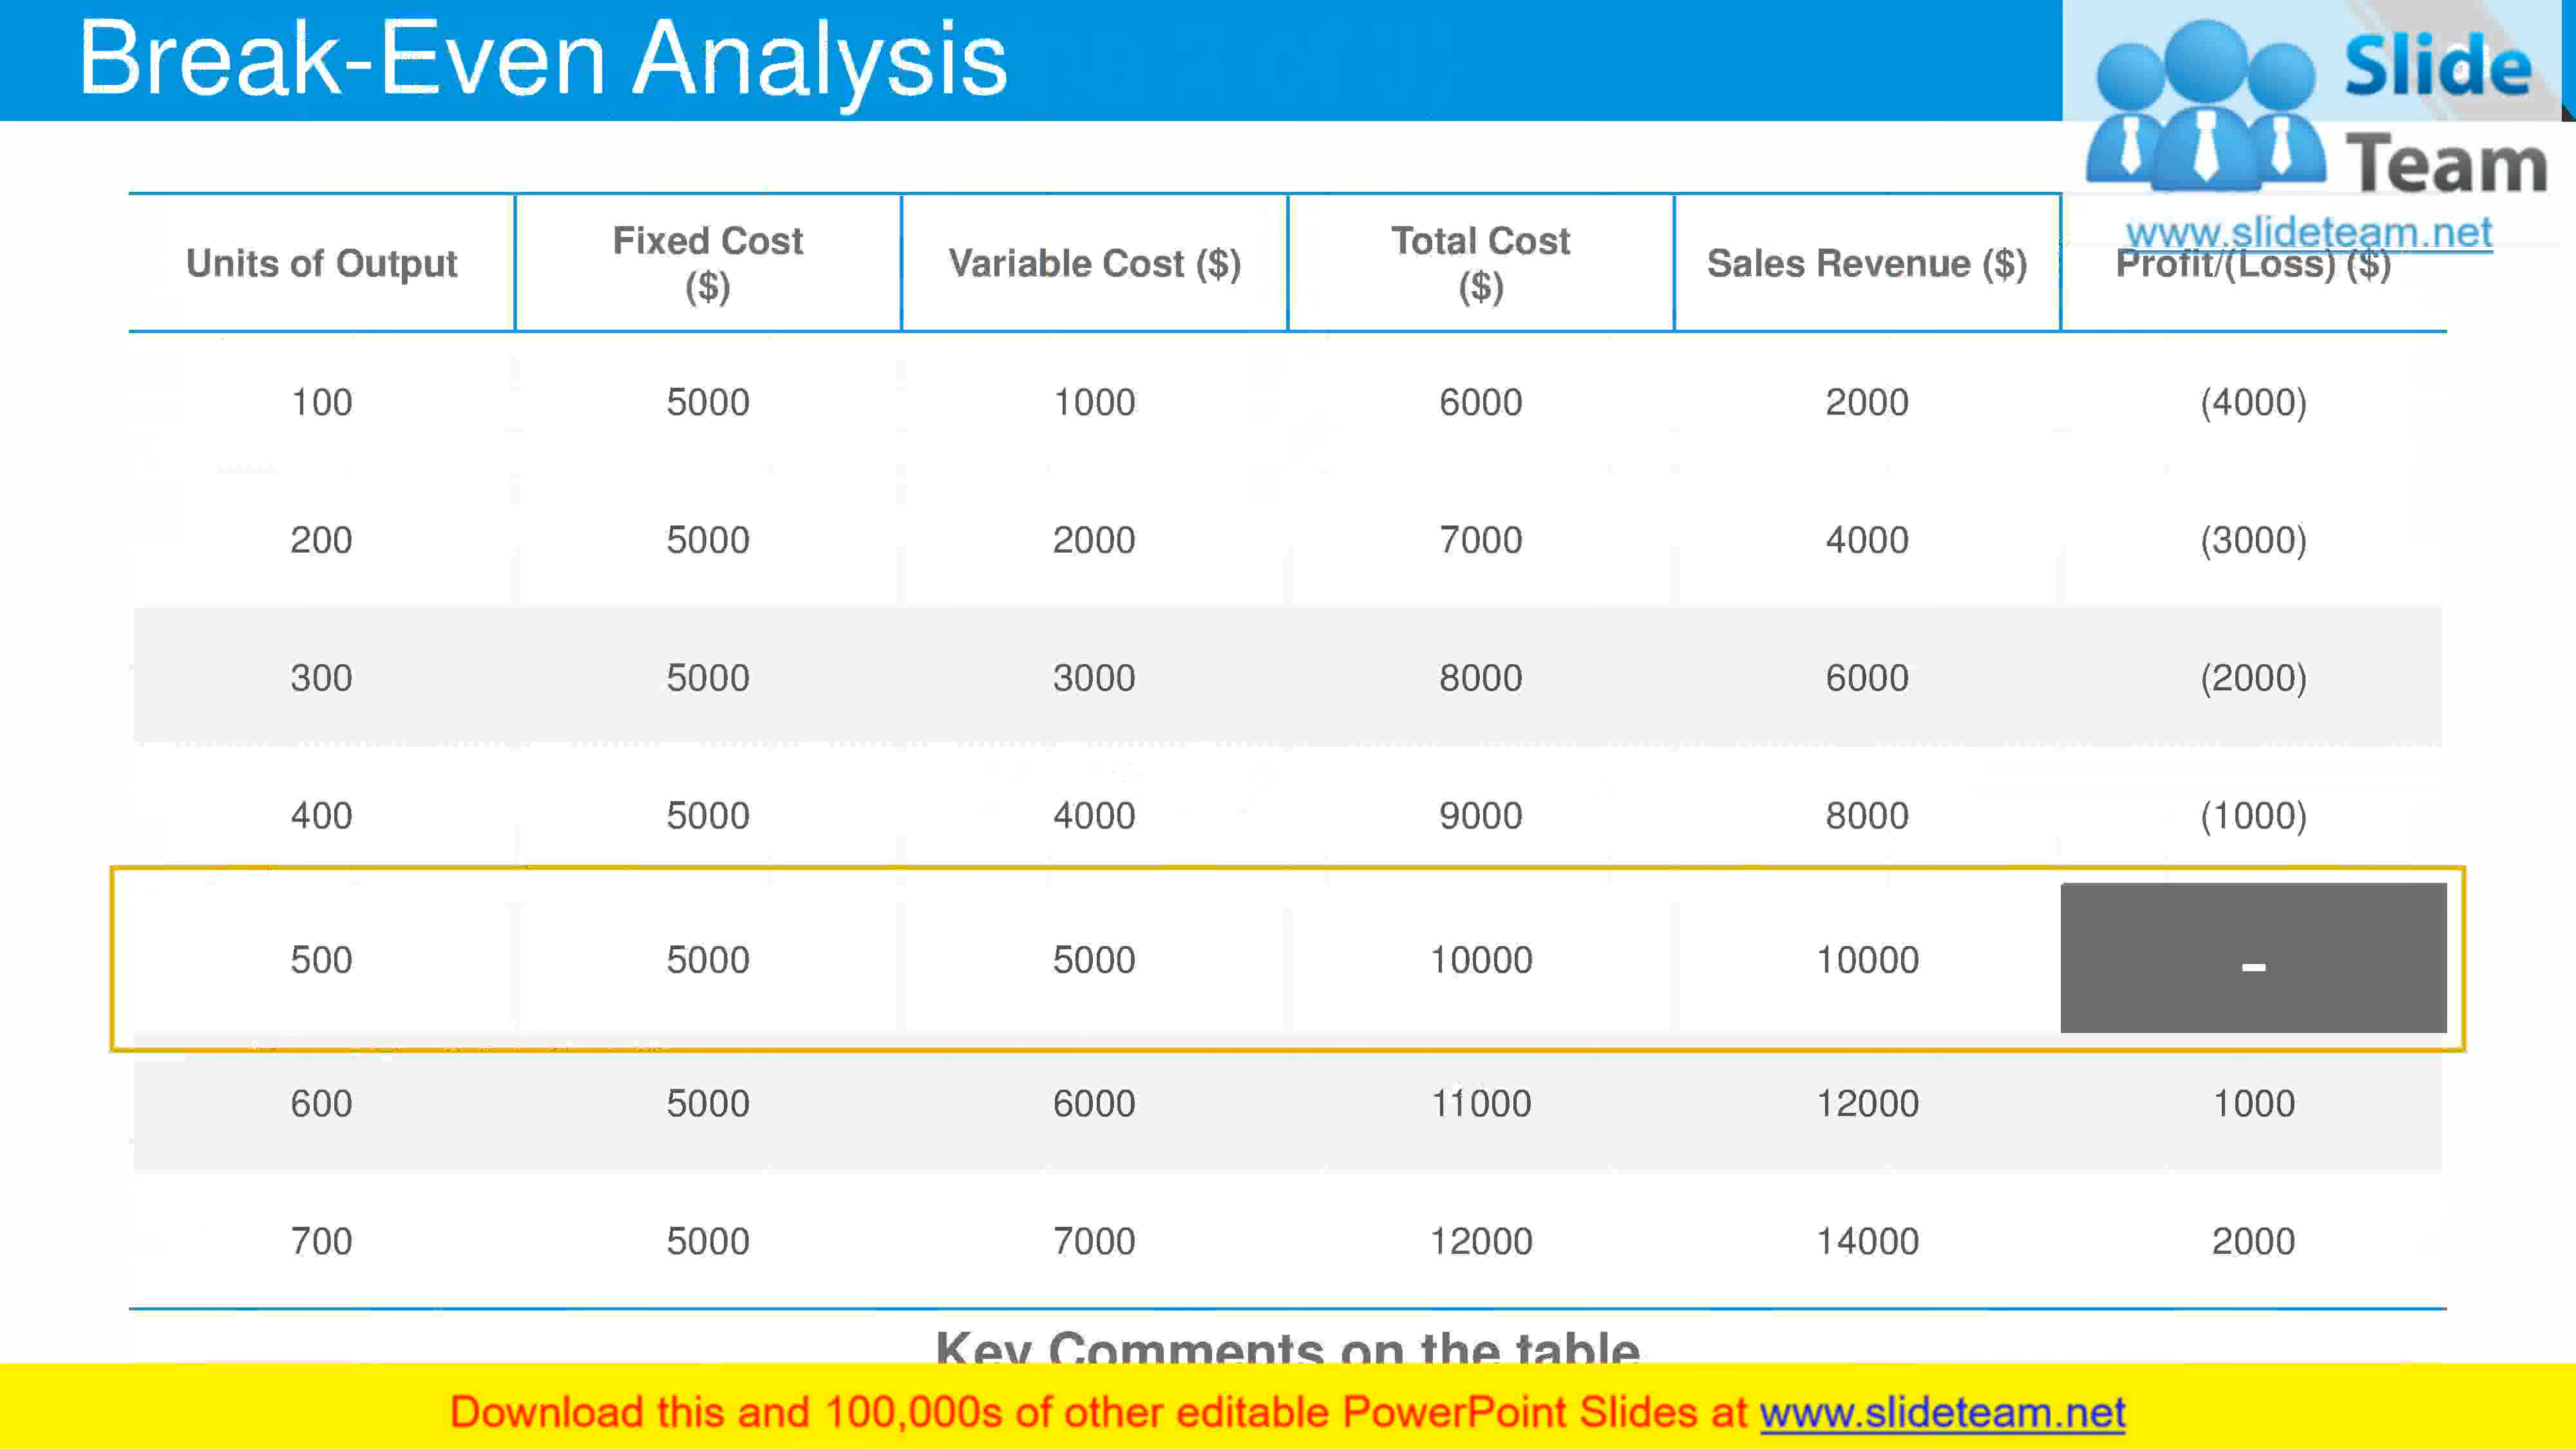 Break-Even Analysis
Slide
Team
www.slideteam.net
Units of Output Fixed Cost ($) Variable Cost ($) Total Cost ($) Sales Revenue ($) Profit/(Loss) ($)
100 5000 1000 6000 2000 (4000)
200 5000 2000 7000 4000 (3000)
300 5000 3000 8000 6000 (2000)
400 5000 4000 9000 8000 (1000)
500 5000 5000 10000 10000 -
600 5000 6000 11000 12000 1000
700 5000 7000 12000 14000 2000
Key Comments on the table
Download this and 100,000s of other editable PowerPoint Slides at www.slideteam.net